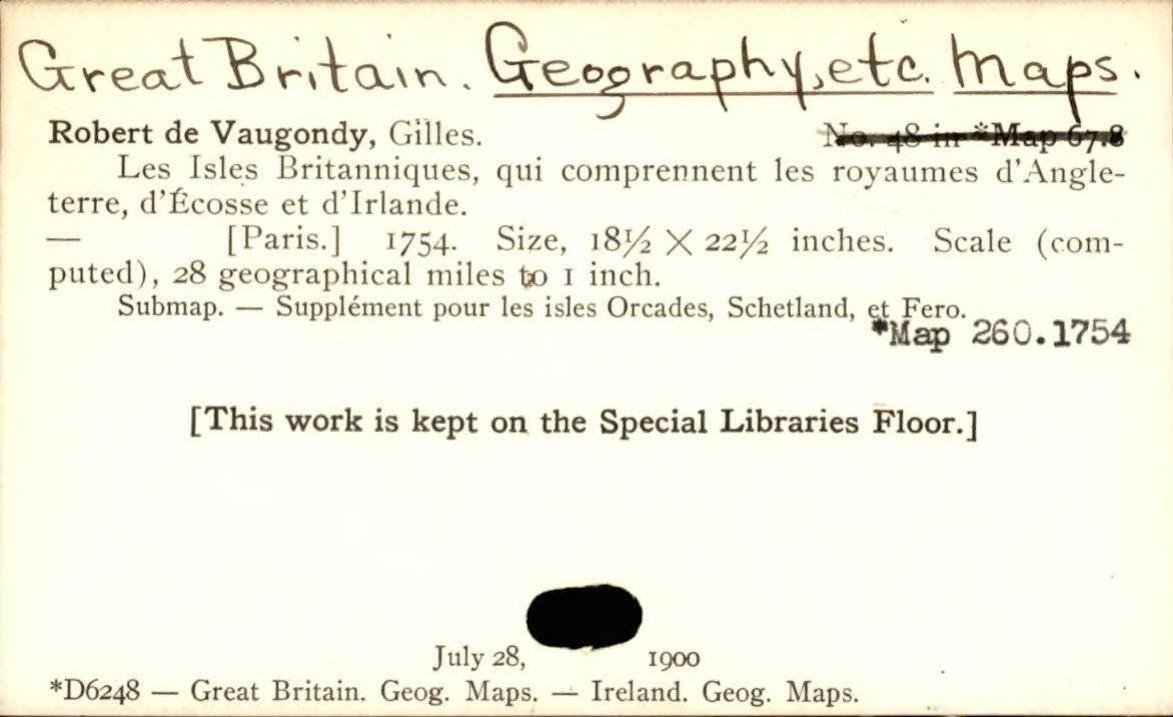 Great Britain. Geography, etc. Maps.
Robert de Vaugondy, Gilles. No. 48 in *Map 67.8
Les Isles Britanniques, qui comprennent les royaumes d'Angle-
terre, d'Écosse et d'Irlande.
— [Paris.] 1754. Size, 18½ X 22½ inches. Scale (com-
puted), 28 geographical miles to 1 inch.
Submap. — Supplément pour les isles Orcades, Schetland, et Fero.
*Map 260.1754
[This work is kept on the Special Libraries Floor.]
July 28, 1900
*D6248 — Great Britain. Geog. Maps. — Ireland. Geog. Maps.